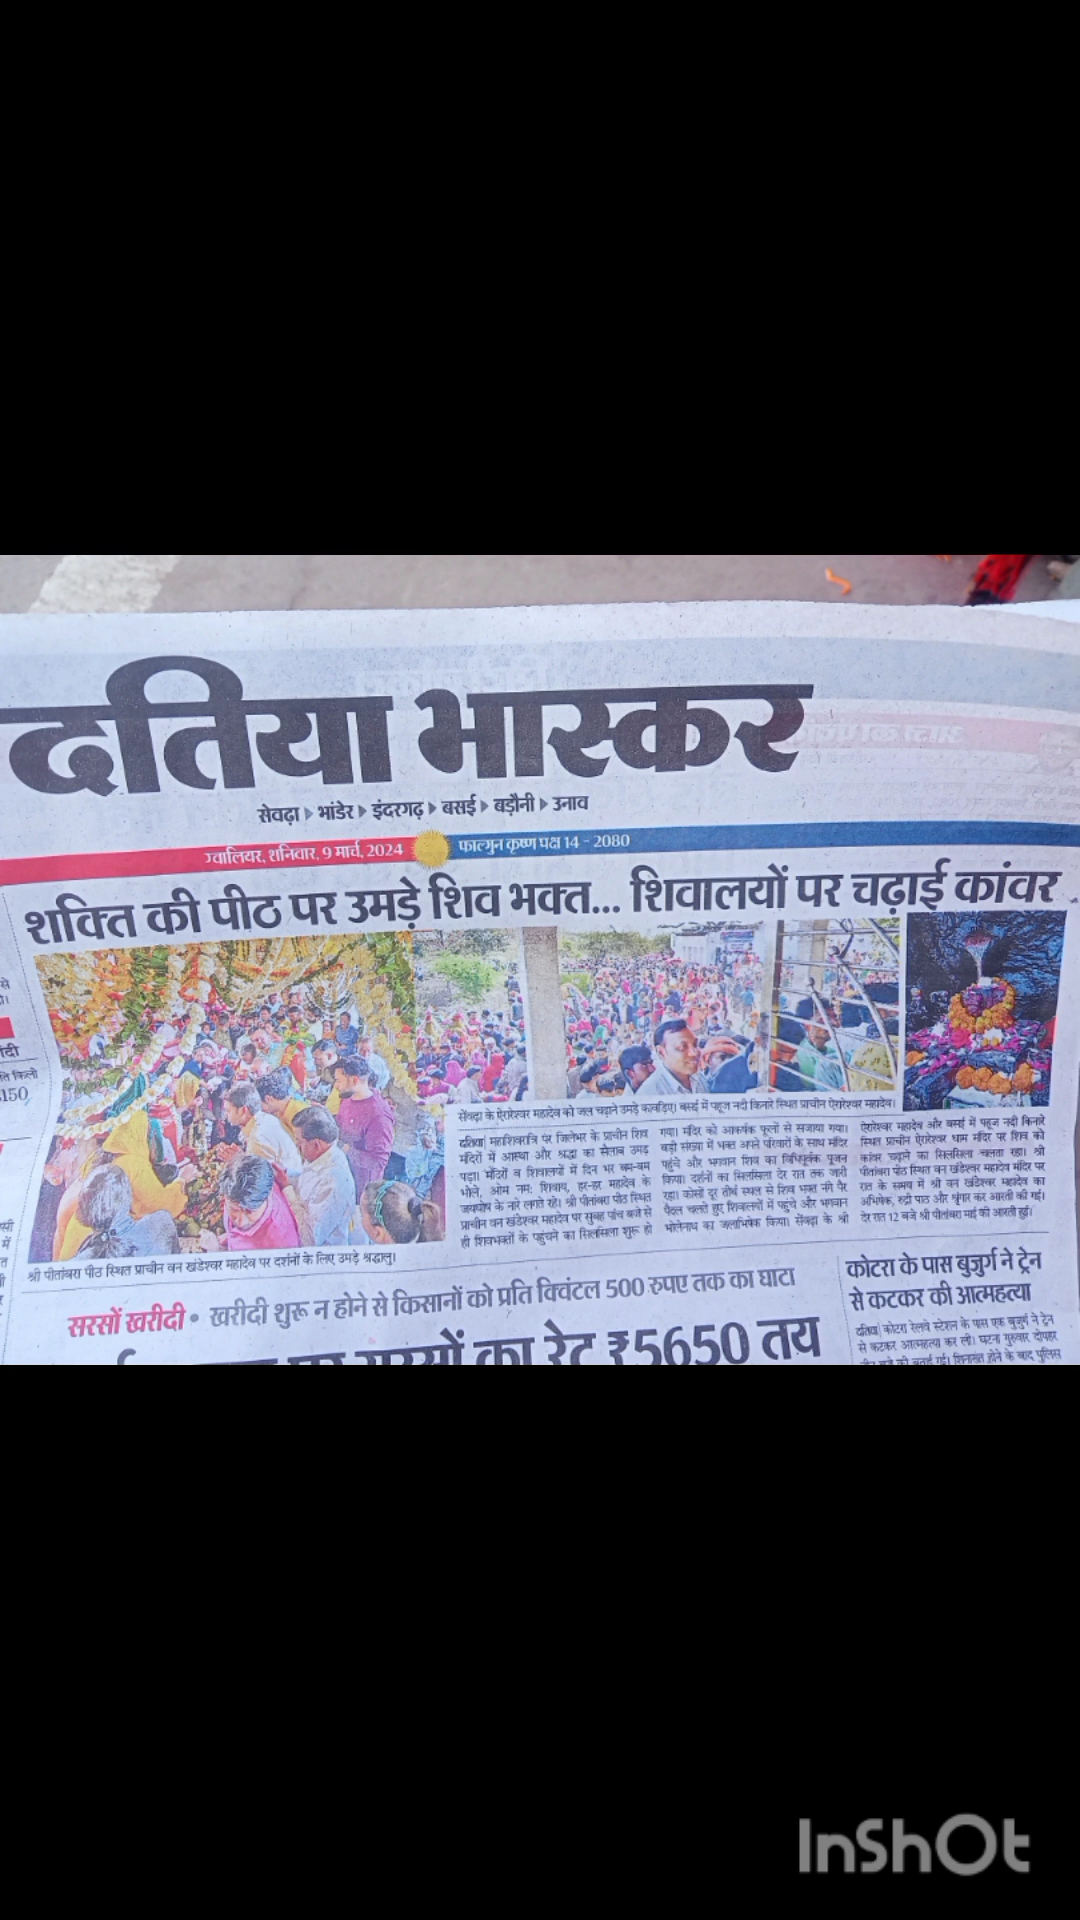 दतिया भास्कर
सेवढ़ा भांडेर इंदरगढ़ बसई बड़ौनी उनाव
ग्वालियर, शनिवार, 9 मार्च, 2024
फाल्गुन कृष्ण पक्ष 14 - 2080
शक्ति की पीठ पर उमड़े शिव भक्त... शिवालयों पर चढ़ाई कांवर
सेंवढ़ा के ऐरारेश्वर महादेव को जल चढ़ाने उमड़े कावड़िए। बसई में पहूज नदी किनारे स्थित प्राचीन ऐरारेश्वर महादेव।
दतिया| महाशिवरात्रि पर जिलेभर के प्राचीन शिव
मंदिरों में आस्था और श्रद्धा का सैलाब उमड़
पड़ा। मंदिरों व शिवालयों में दिन भर बम-बम
भोले, ओम नम: शिवाय, हर-हर महादेव के
जयघोष के नारे लगते रहे। श्री पीतांबरा पीठ स्थित
प्राचीन वन खंडेश्वर महादेव पर सुबह पांच बजे से
ही शिवभक्तों के पहुंचने का सिलसिला शुरू हो
गया। मंदिर को आकर्षक फूलों से सजाया गया।
बड़ी संख्या में भक्त अपने परिवारों के साथ मंदिर
पहुंचे और भगवान शिव का विधिपूर्वक पूजन
किया। दर्शनों का सिलसिला देर रात तक जारी
रहा। कोसों दूर तीर्थ स्थल से शिव भक्त नंगे पैर
पैदल चलते हुए शिवालयों में पहुंचे और भगवान
भोलेनाथ का जलाभिषेक किया। सेंवढ़ा के श्री
ऐरारेश्वर महादेव और बसई में पहूज नदी किनारे
स्थित प्राचीन ऐरारेश्वर धाम मंदिर पर शिव को
कांवर चढ़ाने का सिलसिला चलता रहा। श्री
पीतांबरा पीठ स्थित वन खंडेश्वर महादेव मंदिर पर
रात के समय में श्री वन खंडेश्वर महादेव का
अभिषेक, रुद्री पाठ और श्रृंगार कर आरती की गई।
देर रात 12 बजे श्री पीतांबरा माई की आरती हुई।
श्री पीतांबरा पीठ स्थित प्राचीन वन खंडेश्वर महादेव पर दर्शनों के लिए उमड़े श्रद्धालु।
सरसों खरीदी • खरीदी शुरू न होने से किसानों को प्रति क्विंटल 500 रुपए तक का घाटा
पर सरसों का रेट ₹5650 तय
कोटरा के पास बुजुर्ग ने ट्रेन
से कटकर की आत्महत्या
दतिया| कोटरा रेलवे स्टेशन के पास एक बुजुर्ग ने ट्रेन
से कटकर आत्महत्या कर ली। घटना गुरुवार दोपहर
बजे की बताई गई। शिनाख्त होने के बाद पुलिस
InShOt